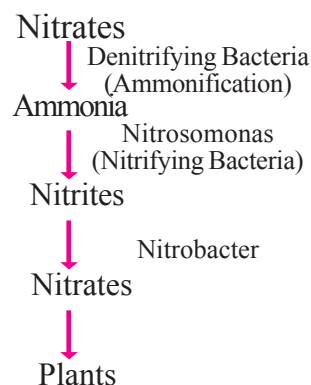 Nitrates
Denitrifying Bacteria
(Ammonification)
Ammonia
Nitrosomonas
(Nitrifying Bacteria)
Nitrites
Nitrobacter
Nitrates
Plants